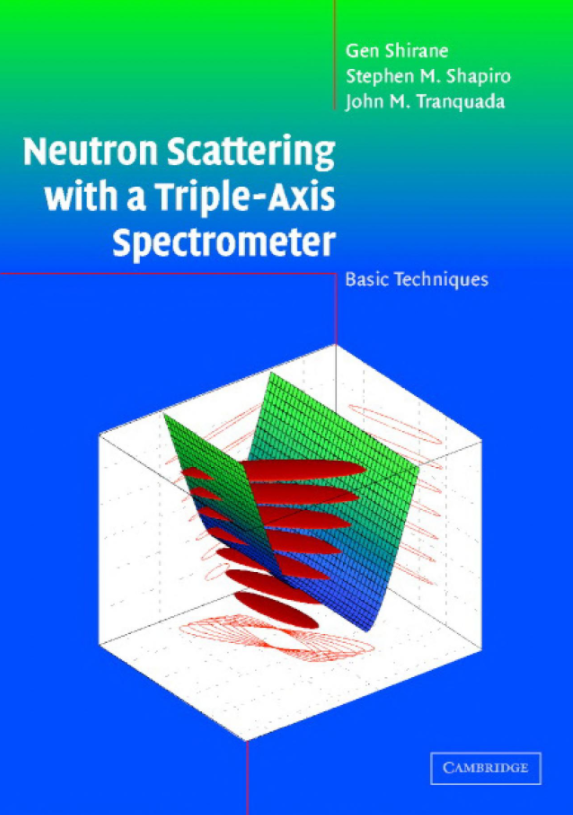 Gen Shirane
Stephen M. Shapiro
John M. Tranquada
Neutron Scattering
with a Triple-Axis
Spectrometer
Basic Techniques
CAMBRIDGE